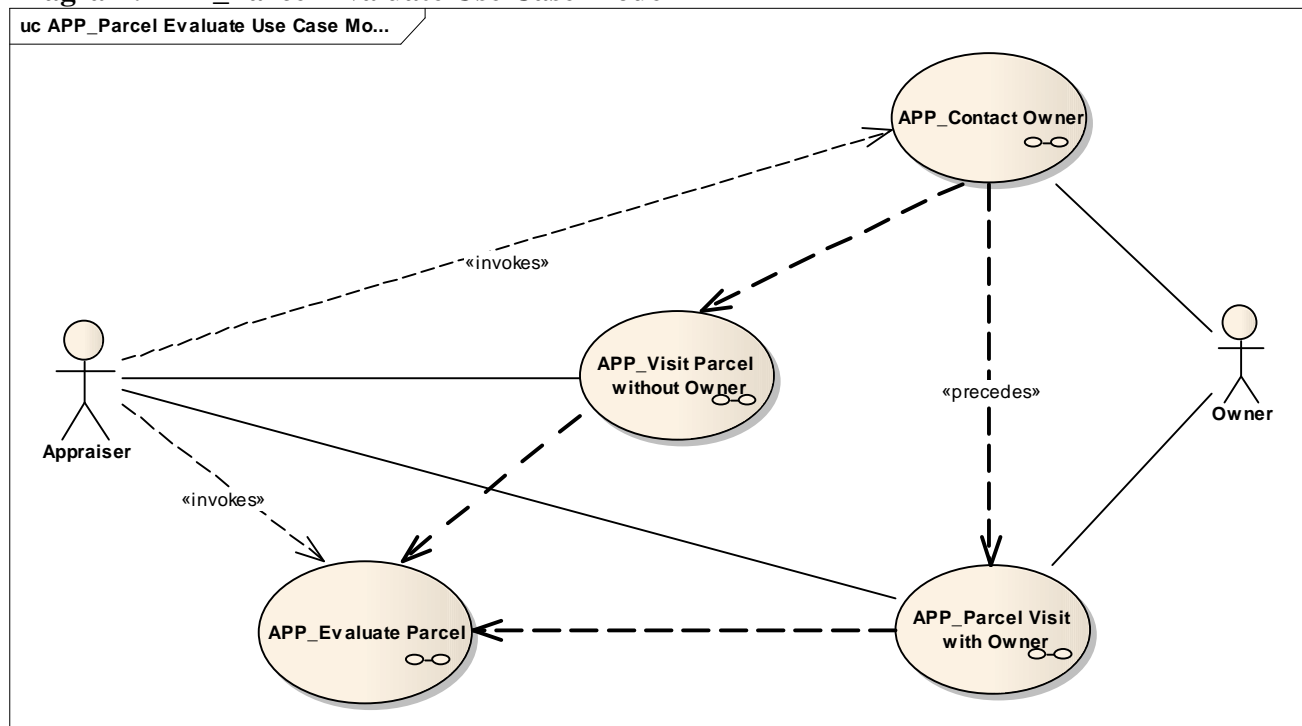 uc APP_Parcel Evaluate Use Case Mo...
APP_Contact Owner
«invokes»
APP_Visit Parcel
without Owner
«precedes»
Appraiser
Owner
«invokes»
APP_Evaluate Parcel
APP_Parcel Visit
with Owner